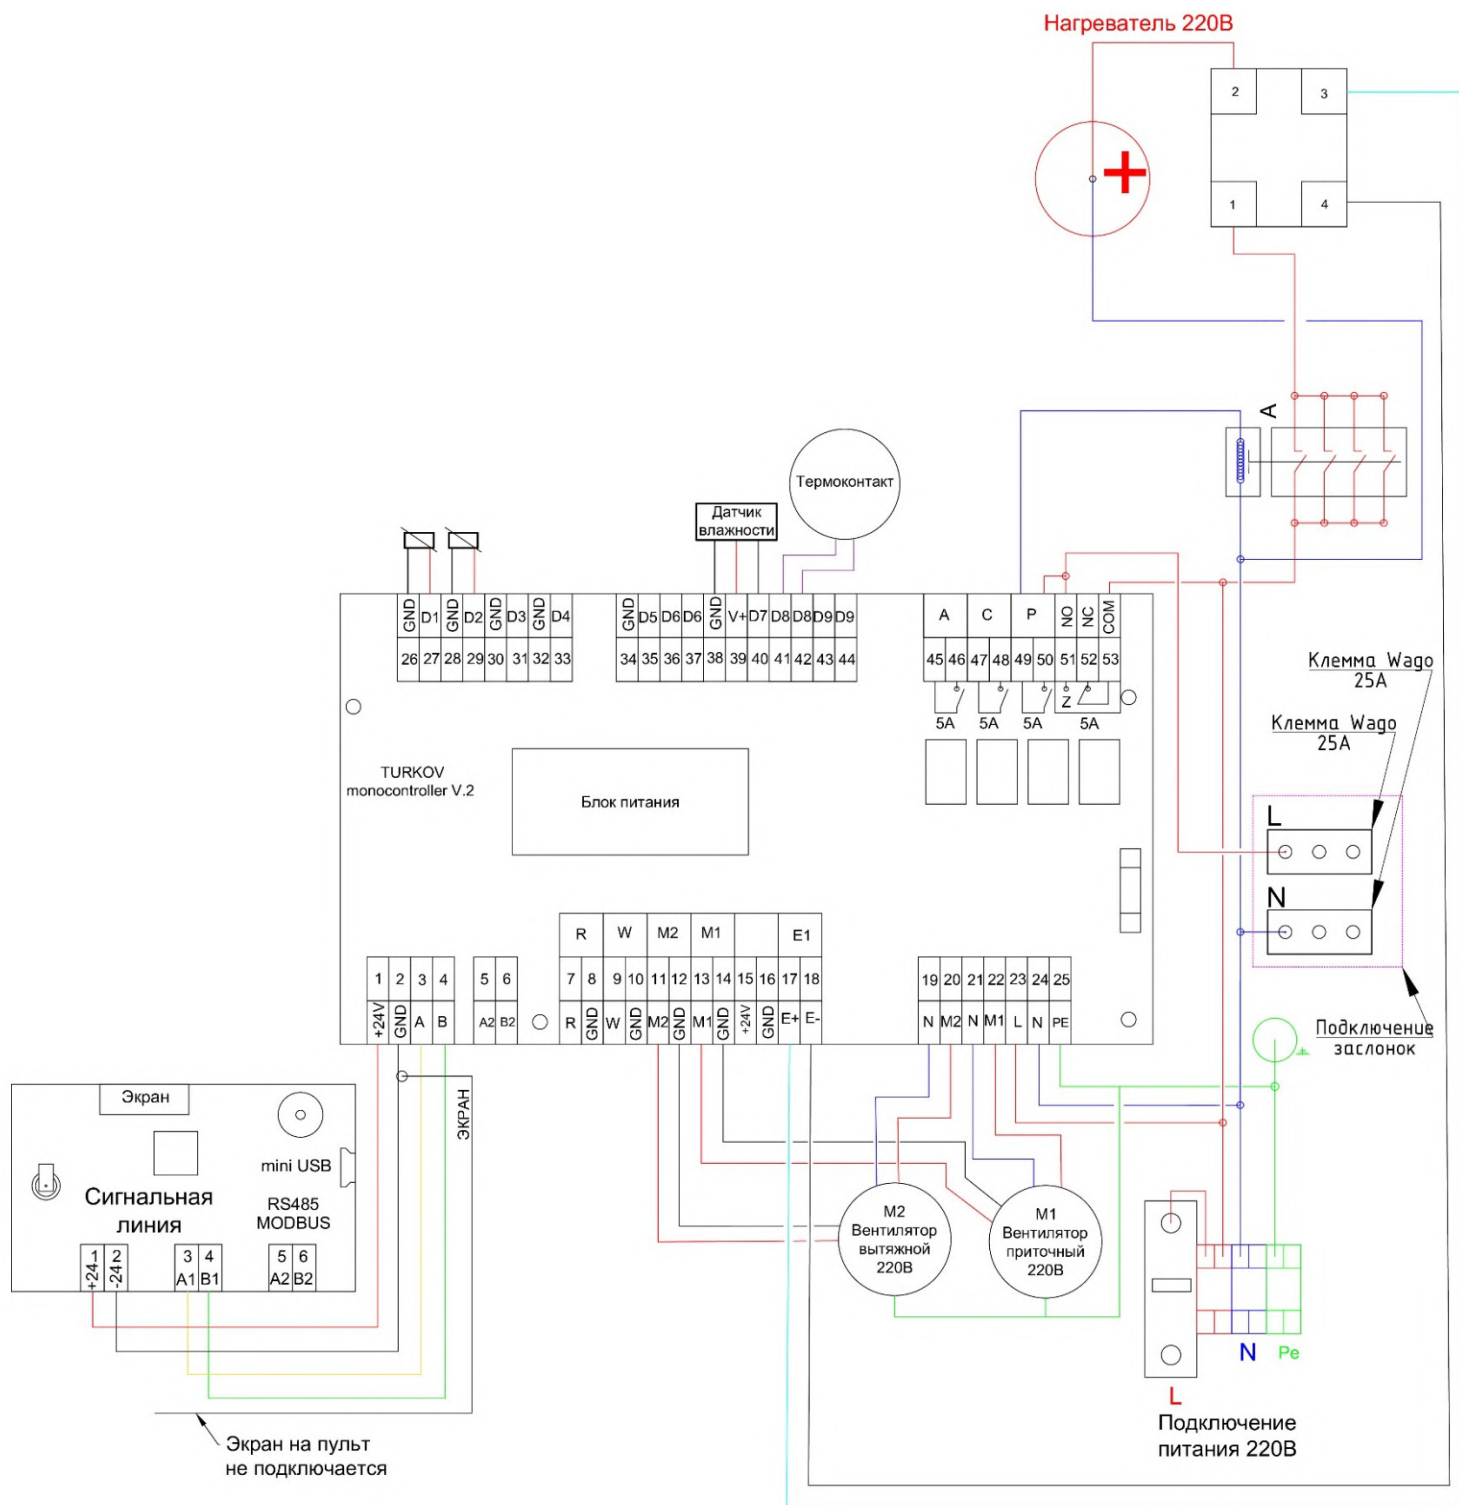 Нагреватель 220В
2
3
1
4
A
Термоконтакт
Датчик
влажности
GND D1 GND D2 GND D3 GND D4
26 27 28 29 30 31 32 33
GND D5 D6 D6 GND V+ D7 D8 D8 D9 D9
34 35 36 37 38 39 40 41 42 43 44
A C P NO NC COM
45 46 47 48 49 50 51 52 53
Z
5А 5А 5А 5А
Клемма Wago
25А
Клемма Wago
25А
TURKOV
monocontroller V.2
Блок питания
L
N
Подключение
заслонок
R W M2 M1 E1
1 2 3 4
5 6
7 8 9 10 11 12 13 14 15 16 17 18
19 20 21 22 23 24 25
+24V GND A B
A2 B2
R GND W GND M2 GND M1 GND +24V GND E+ E-
N M2 N M1 L N PE
Экран
ЭКРАН
mini USB
Сигнальная
линия
RS485
MODBUS
1 2
3 4
5 6
+24 -24
A1 B1
A2 B2
M2
Вентилятор
вытяжной
220В
M1
Вентилятор
приточный
220В
N
Pe
L
Подключение
питания 220В
Экран на пульт
не подключается